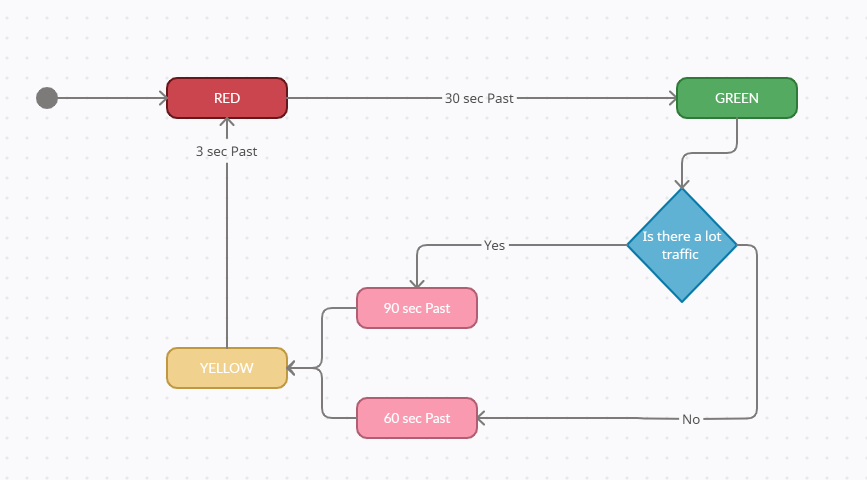 RED
30 sec Past
GREEN
3 sec Past
Is there a lot
traffic
Yes
90 sec Past
YELLOW
60 sec Past
No